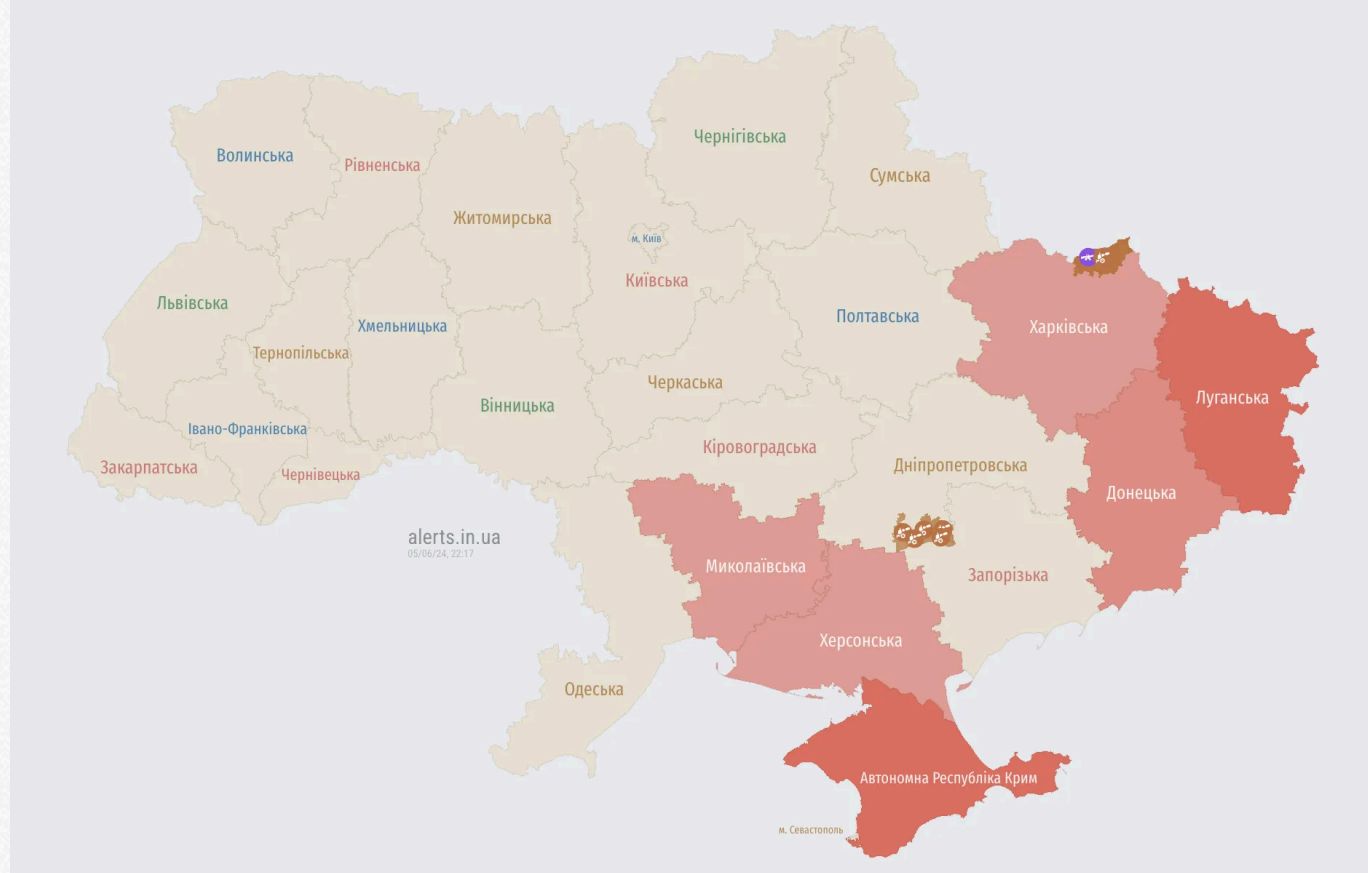 Чернігівська
Волинська
Рівненська
Сумська
Житомирська
м. Київ
Київська
Львівська
Полтавська
Хмельницька
Харківська
Тернопільська
Черкаська
Луганська
Вінницька
Івано-Франківська
Кіровоградська
Закарпатська
Чернівецька
Дніпропетровська
Донецька
alerts.in.ua
05/06/24, 22:17
Миколаївська
Запорізька
Херсонська
Одеська
Автономна Республіка Крим
м. Севастополь